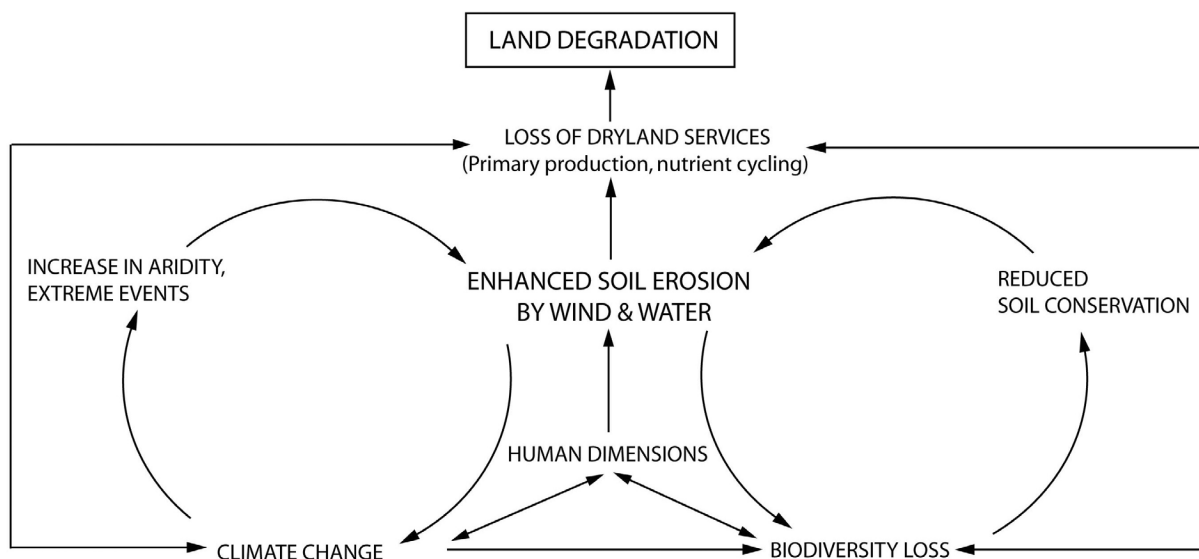 LAND DEGRADATION
LOSS OF DRYLAND SERVICES
(Primary production, nutrient cycling)
INCREASE IN ARIDITY,
EXTREME EVENTS
ENHANCED SOIL EROSION
BY WIND & WATER
REDUCED
SOIL CONSERVATION
HUMAN DIMENSIONS
CLIMATE CHANGE
BIODIVERSITY LOSS